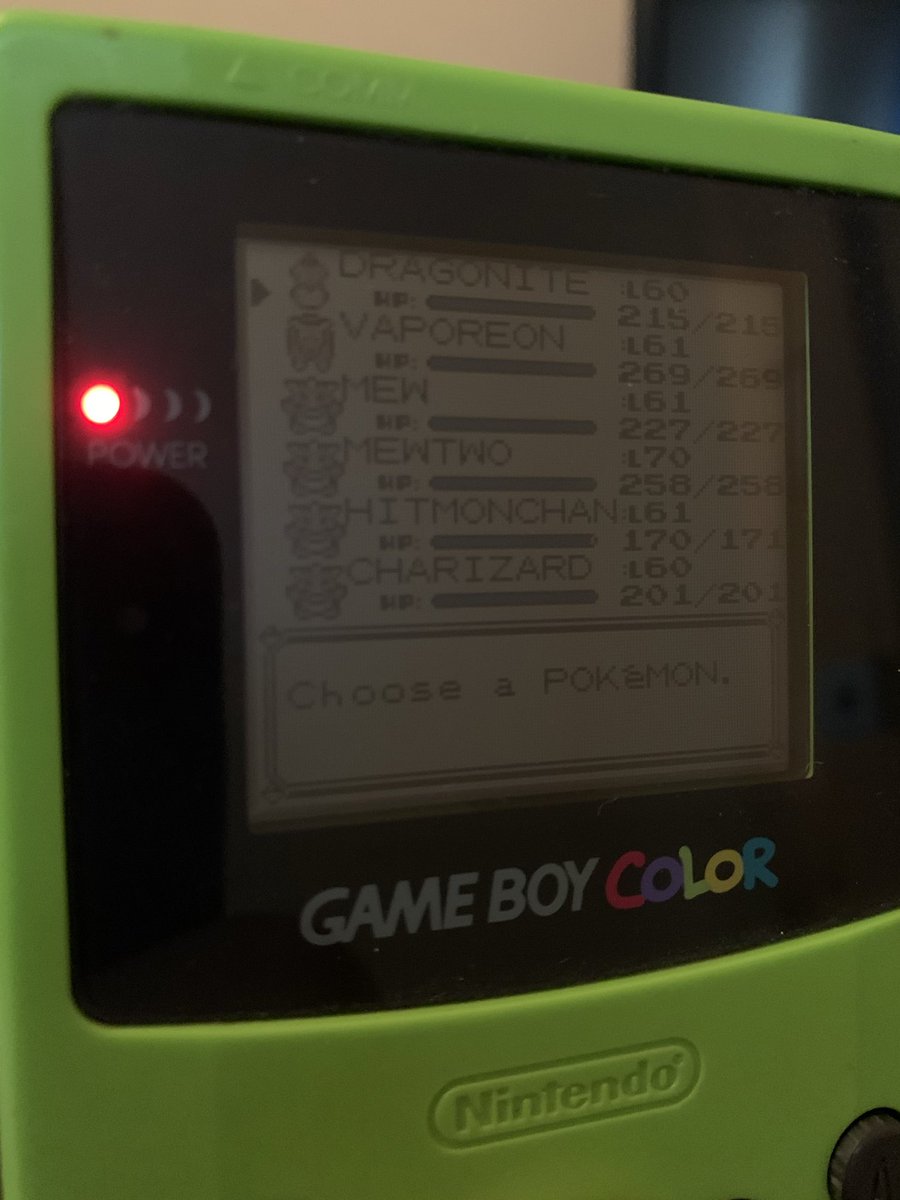 DRAGONITE :L60
HP: 215/215
VAPOREON :L61
HP: 269/269
MEW :L61
HP: 227/227
MEWTWO :L70
HP: 258/258
HITMONCHAN:L61
HP: 170/171
CHARIZARD :L60
HP: 201/201
Choose a POKéMON.
POWER
GAME BOY COLOR
Nintendo®
A